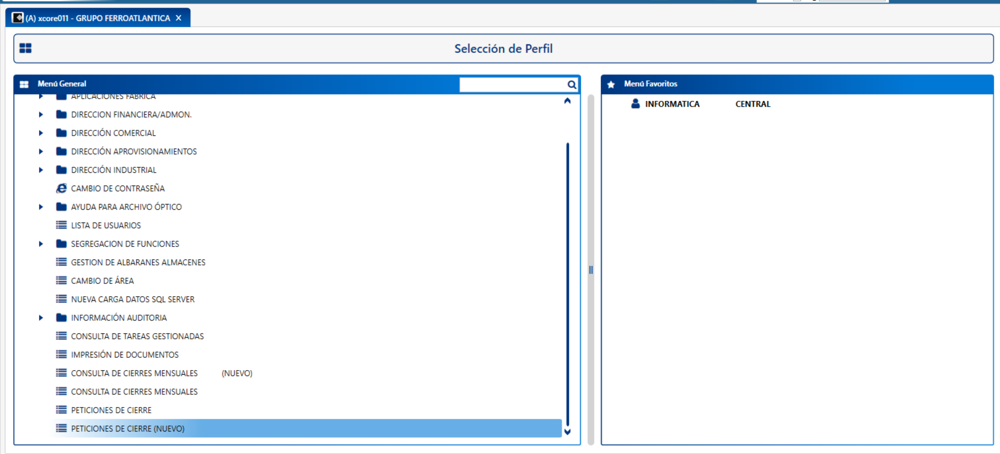 (A) xcore011 - GRUPO FERROATLANTICA X
Selección de Perfil
Menú General
APLICACIONES FABRICA
DIRECCION FINANCIERA/ADMON.
DIRECCIÓN COMERCIAL
DIRECCIÓN APROVISIONAMIENTOS
DIRECCIÓN INDUSTRIAL
CAMBIO DE CONTRASEÑA
AYUDA PARA ARCHIVO ÓPTICO
LISTA DE USUARIOS
SEGREGACION DE FUNCIONES
GESTION DE ALBARANES ALMACENES
CAMBIO DE ÁREA
NUEVA CARGA DATOS SQL SERVER
INFORMACIÓN AUDITORIA
CONSULTA DE TAREAS GESTIONADAS
IMPRESIÓN DE DOCUMENTOS
CONSULTA DE CIERRES MENSUALES (NUEVO)
CONSULTA DE CIERRES MENSUALES
PETICIONES DE CIERRE
PETICIONES DE CIERRE (NUEVO)
Menú Favoritos
INFORMATICA CENTRAL